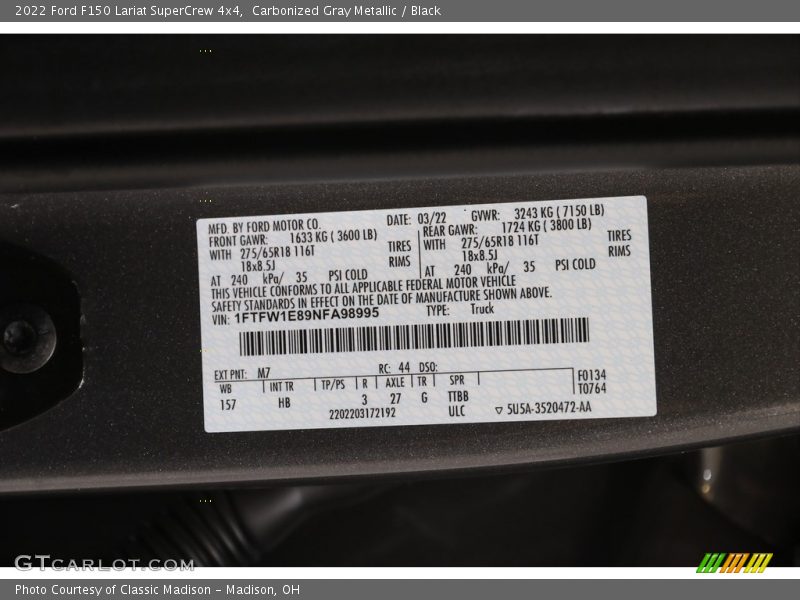 2022 Ford F150 Lariat SuperCrew 4x4, Carbonized Gray Metallic / Black
MFD. BY FORD MOTOR CO. DATE: 03/22 GVWR: 3243 KG ( 7150 LB)
FRONT GAWR: 1633 KG ( 3600 LB) REAR GAWR: 1724 KG ( 3800 LB)
WITH 275/65R18 116T TIRES WITH 275/65R18 116T TIRES
18x8.5J RIMS 18x8.5J RIMS
AT 240 kPa/ 35 PSI COLD AT 240 kPa/ 35 PSI COLD
THIS VEHICLE CONFORMS TO ALL APPLICABLE FEDERAL MOTOR VEHICLE
SAFETY STANDARDS IN EFFECT ON THE DATE OF MANUFACTURE SHOWN ABOVE.
VIN: 1FTFW1E89NFA98995 TYPE: Truck
EXT PNT: M7 RC: 44 DSO: F0134
WB INT TR TP/PS R AXLE TR SPR T0764
157 HB 3 27 G TTBB
2202203172192 ULC ▽ 5U5A-3520472-AA
GTCARLOT.COM
Photo Courtesy of Classic Madison - Madison, OH